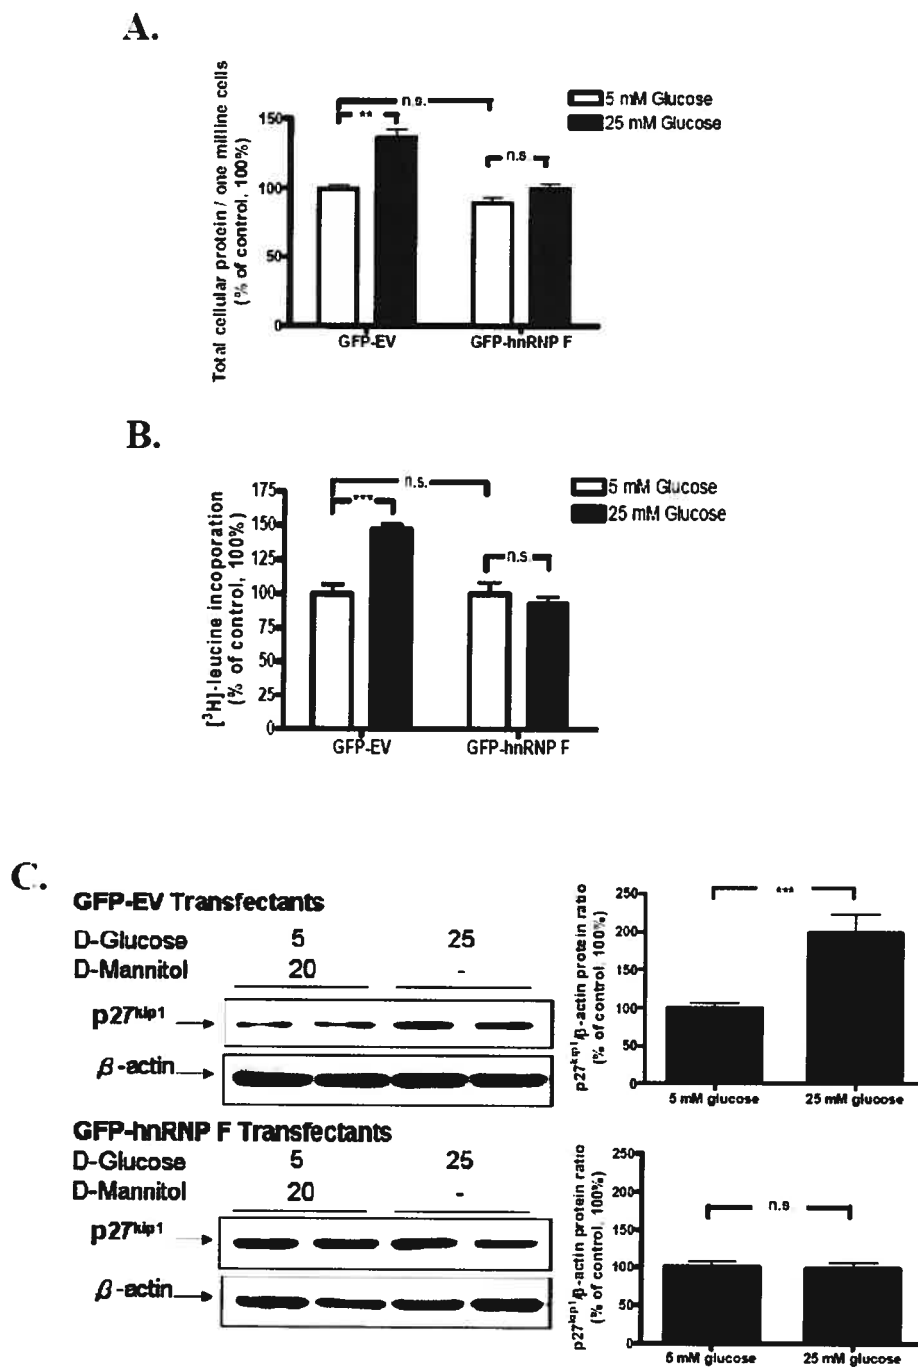 A.
Total cellular protein / one milline cells
(% of control, 100%)
150
100
50
0
n.s.
**
n.s
5 mM Glucose
25 mM Glucose
GFP-EV
GFP-hnRNP F
B.
[³H]-leucine incoporation
(% of control, 100%)
175
150
125
100
75
50
25
0
n.s.
***
n.s.
5 mM Glucose
25 mM Glucose
GFP-EV
GFP-hnRNP F
C.
GFP-EV Transfectants
D-Glucose 5 25
D-Mannitol 20 -
p27kip1
β-actin
p27kip1/β-actin protein ratio
(% of control, 100%)
250
200
150
100
50
0
***
5 mM glucose
25 mM glucose
GFP-hnRNP F Transfectants
D-Glucose 5 25
D-Mannitol 20 -
p27kip1
β-actin
p27kip1/β-actin protein ratio
(% of control, 100%)
250
200
150
100
50
0
n.s
5 mM glucose
25 mM glucose